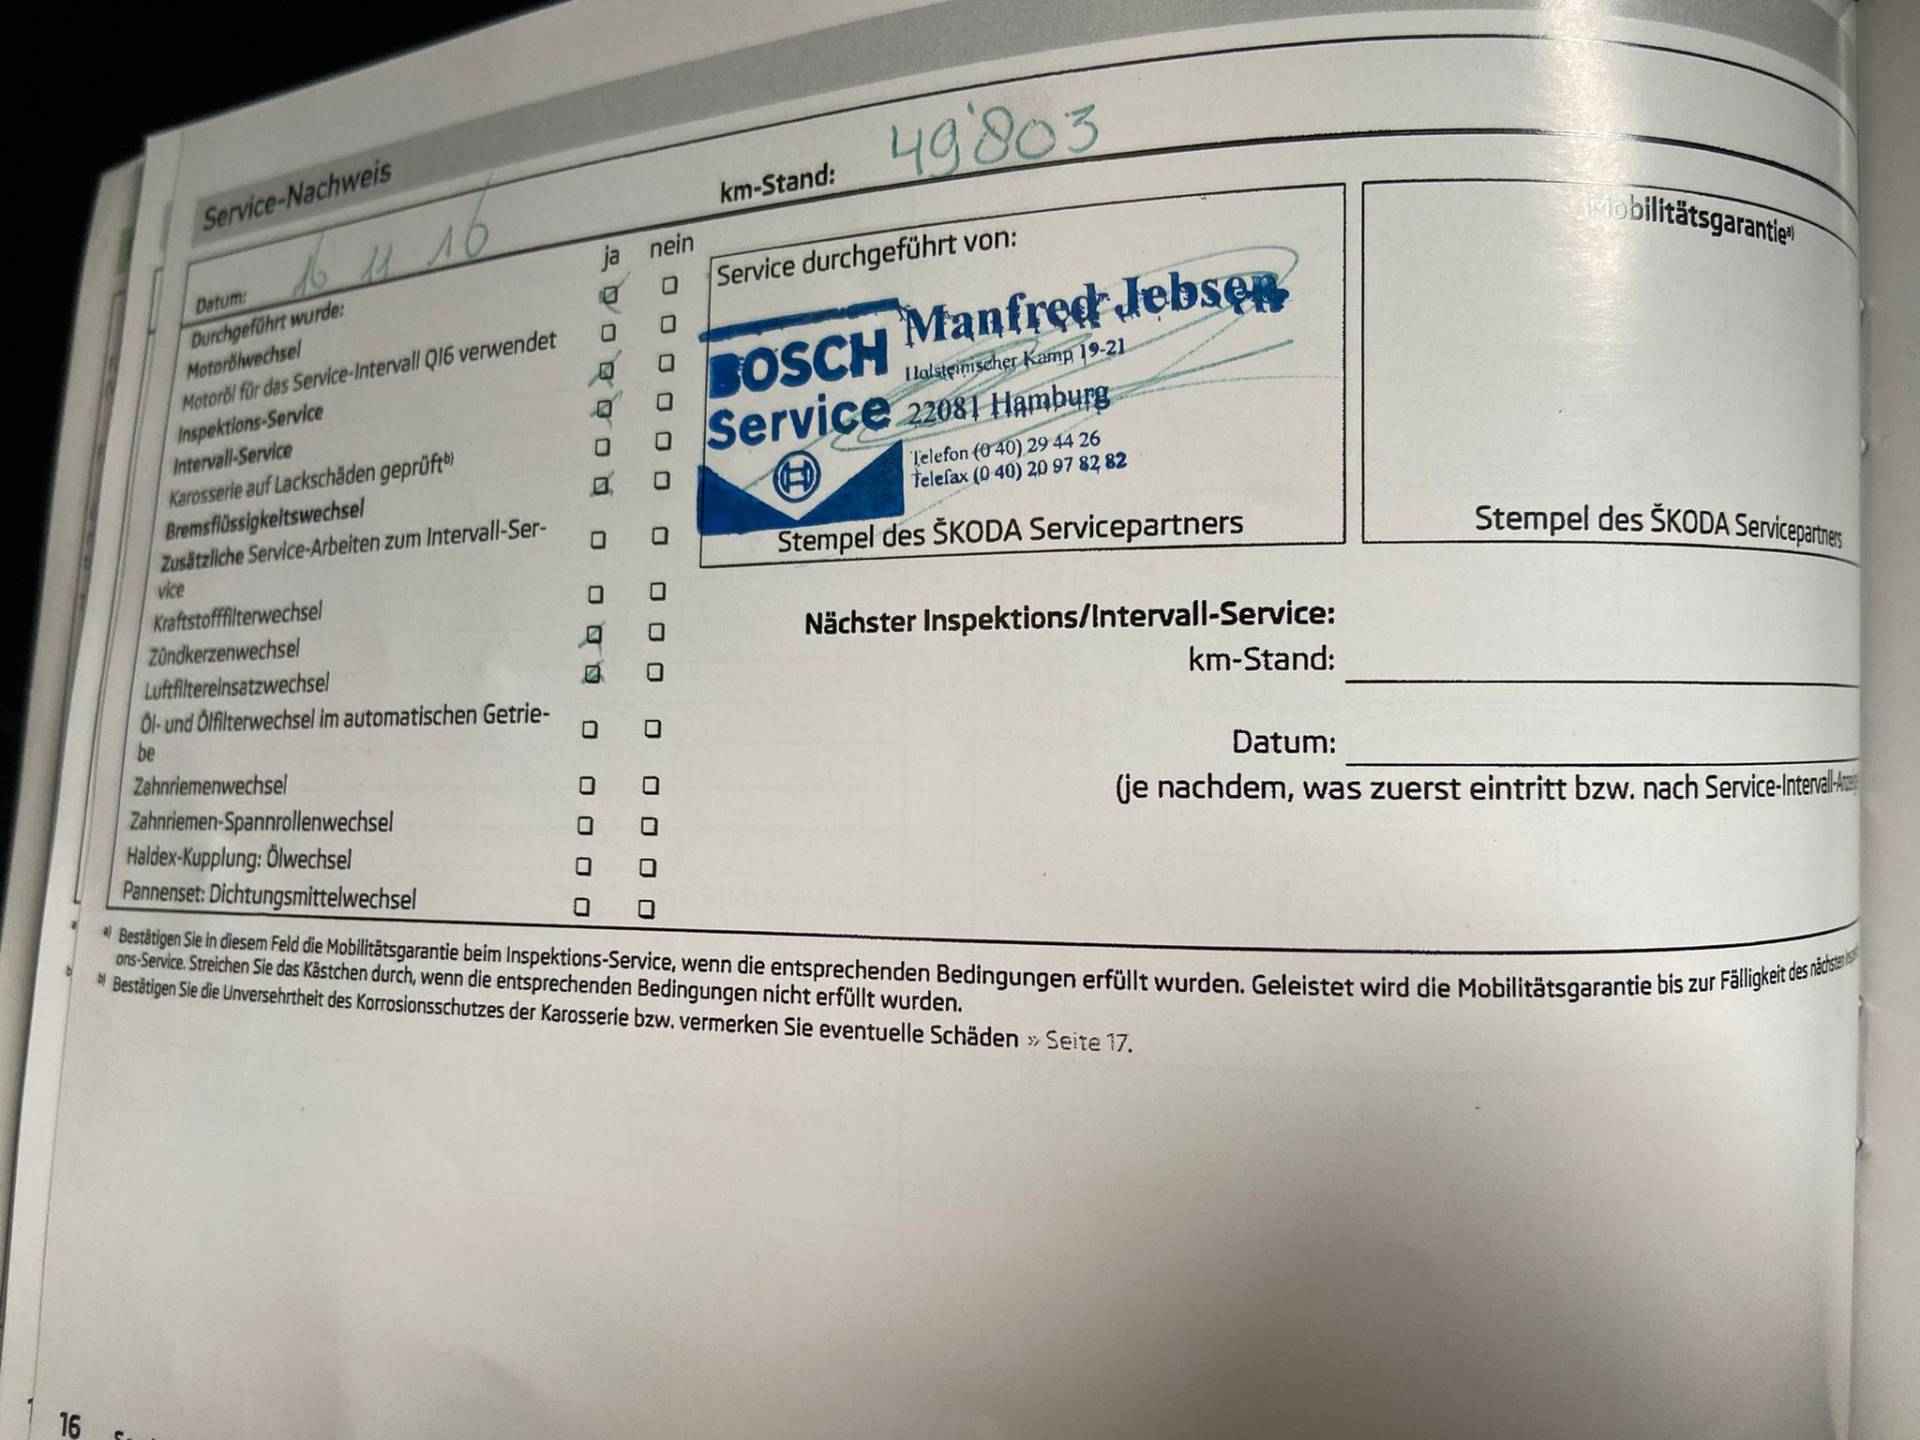 Service-Nachweis
Datum: 16 11 16
km-Stand: 49'803
Durchgeführt wurde:
ja nein
Motorölwechsel
Motoröl für das Service-Intervall QI6 verwendet
Inspektions-Service
Intervall-Service
Karosserie auf Lackschäden geprüft b)
Bremsflüssigkeitswechsel
Zusätzliche Service-Arbeiten zum Intervall-Ser-
vice
Kraftstofffilterwechsel
Zündkerzenwechsel
Luftfiltereinsatzwechsel
Öl- und Ölfilterwechsel im automatischen Getrie-
be
Zahnriemenwechsel
Zahnriemen-Spannrollenwechsel
Haldex-Kupplung: Ölwechsel
Pannenset: Dichtungsmittelwechsel
Service durchgeführt von:
BOSCH
Service
Manfred Jebsen
Holsteinischer Kamp 19-21
22081 Hamburg
Telefon (0 40) 29 44 26
Telefax (0 40) 20 97 82 82
Stempel des ŠKODA Servicepartners
Mobilitätsgarantie a)
Stempel des ŠKODA Servicepartners
Nächster Inspektions/Intervall-Service:
km-Stand:
Datum:
(je nachdem, was zuerst eintritt bzw. nach Service-Intervall-
a) Bestätigen Sie in diesem Feld die Mobilitätsgarantie beim Inspektions-Service, wenn die entsprechenden Bedingungen erfüllt wurden. Geleistet wird die Mobilitätsgarantie bis zur Fälligkeit des nächsten
ons-Service. Streichen Sie das Kästchen durch, wenn die entsprechenden Bedingungen nicht erfüllt wurden.
b) Bestätigen Sie die Unversehrtheit des Korrosionsschutzes der Karosserie bzw. vermerken Sie eventuelle Schäden » Seite 17.
16